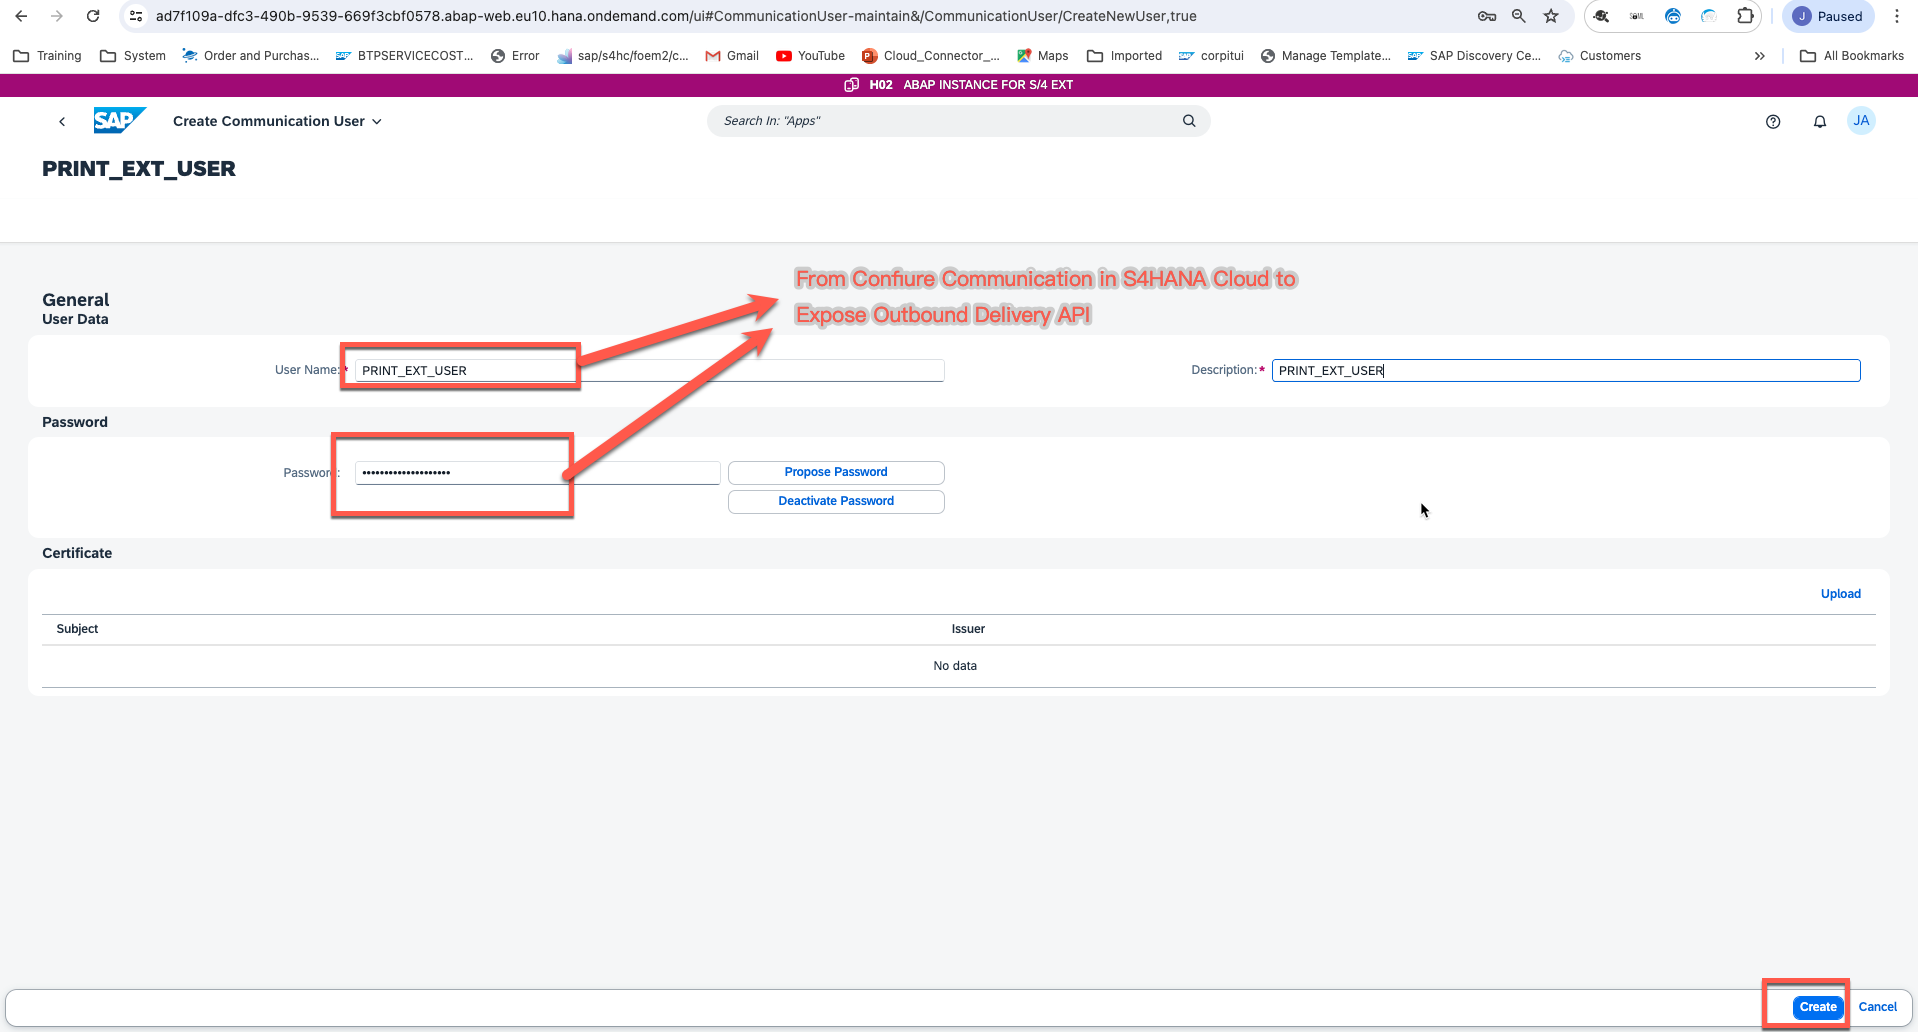 ad7f109a-dfc3-490b-9539-669f3cbf0578.abap-web.eu10.hana.ondemand.com/ui#CommunicationUser-maintain&/CommunicationUser/CreateNewUser,true
J Paused
Training System Order and Purchas... BTPSERVICECOST... Error sap/s4hc/foem2/c... Gmail YouTube Cloud_Connector_... Maps Imported corpitui Manage Template... SAP Discovery Ce... Customers » All Bookmarks
H02 ABAP INSTANCE FOR S/4 EXT
SAP Create Communication User Search In: "Apps" JA
PRINT_EXT_USER
From Confiure Communication in S4HANA Cloud to
Expose Outbound Delivery API
General
User Data
User Name:* PRINT_EXT_USER Description:* PRINT_EXT_USER
Password
Password: ••••••••••••••••••••
Propose Password
Deactivate Password
Certificate
Upload
Subject Issuer
No data
Create Cancel